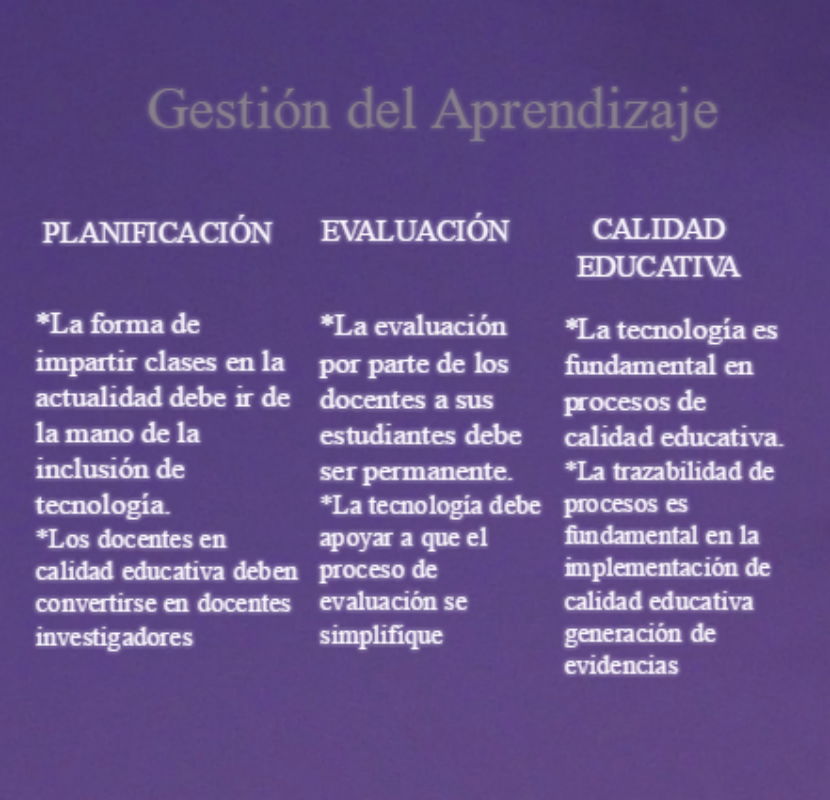 Gestión del Aprendizaje
PLANIFICACIÓN
*La forma de
impartir clases en la
actualidad debe ir de
la mano de la
inclusión de
tecnología.
*Los docentes en
calidad educativa deben
convertirse en docentes
investigadores
EVALUACIÓN
*La evaluación
por parte de los
docentes a sus
estudiantes debe
ser permanente.
*La tecnología debe
apoyar a que el
proceso de
evaluación se
simplifique
CALIDAD
EDUCATIVA
*La tecnología es
fundamental en
procesos de
calidad educativa.
*La trazabilidad de
procesos es
fundamental en la
implementación de
calidad educativa
generación de
evidencias